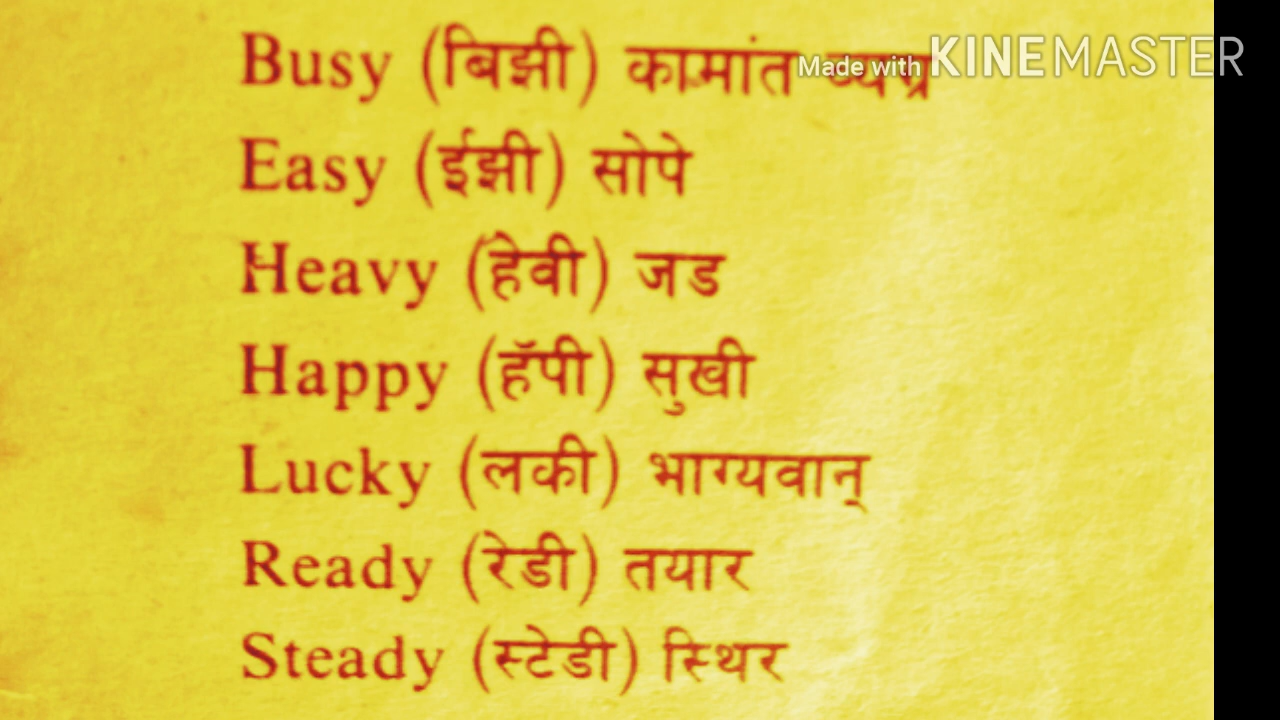 Busy (बिझी) कामांत व्यग्र
Made with KINEMASTER
Easy (ईझी) सोपे
Heavy (हेवी) जड
Happy (हॅपी) सुखी
Lucky (लकी) भाग्यवान्
Ready (रेडी) तयार
Steady (स्टेडी) स्थिर